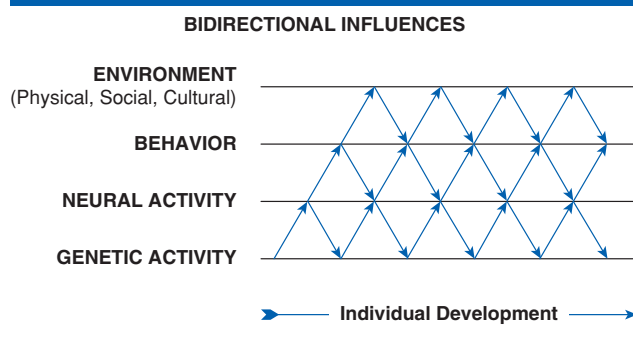 BIDIRECTIONAL INFLUENCES
ENVIRONMENT
(Physical, Social, Cultural)
BEHAVIOR
NEURAL ACTIVITY
GENETIC ACTIVITY
Individual Development